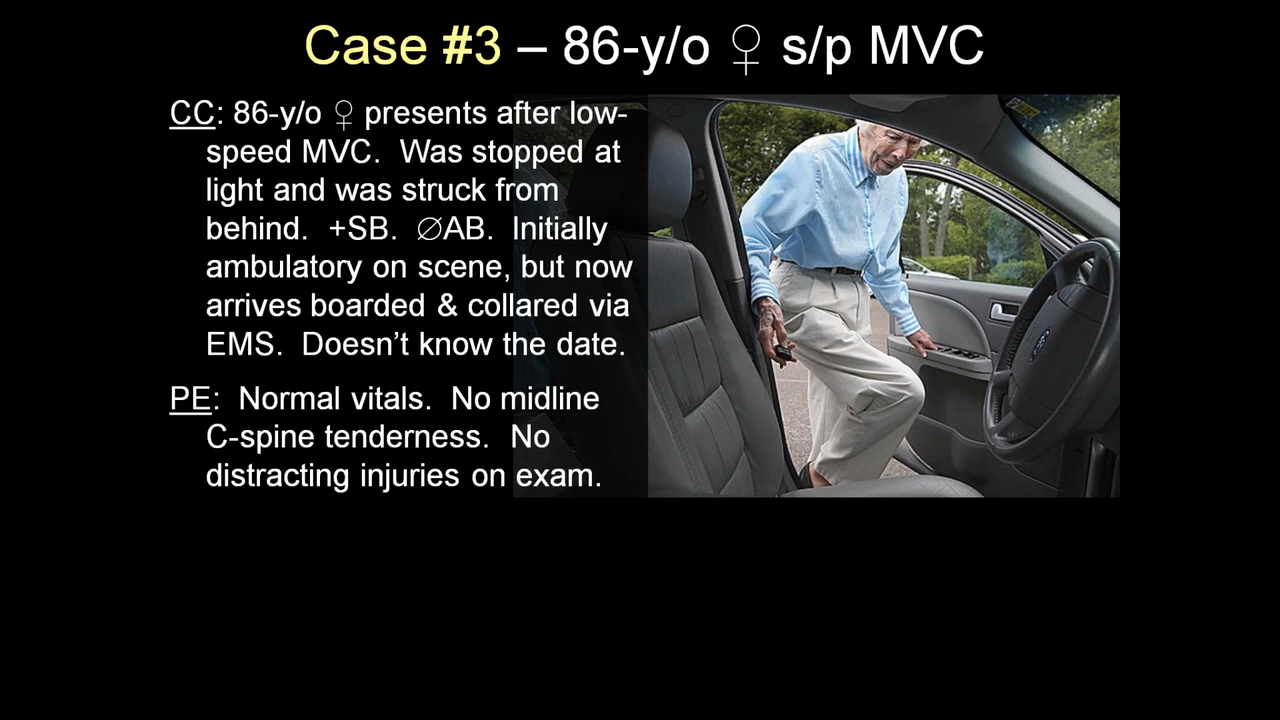 Case #3 – 86-y/o ♀ s/p MVC
CC: 86-y/o ♀ presents after low-
speed MVC. Was stopped at
light and was struck from
behind. +SB. ∅AB. Initially
ambulatory on scene, but now
arrives boarded & collared via
EMS. Doesn’t know the date.
PE: Normal vitals. No midline
C-spine tenderness. No
distracting injuries on exam.